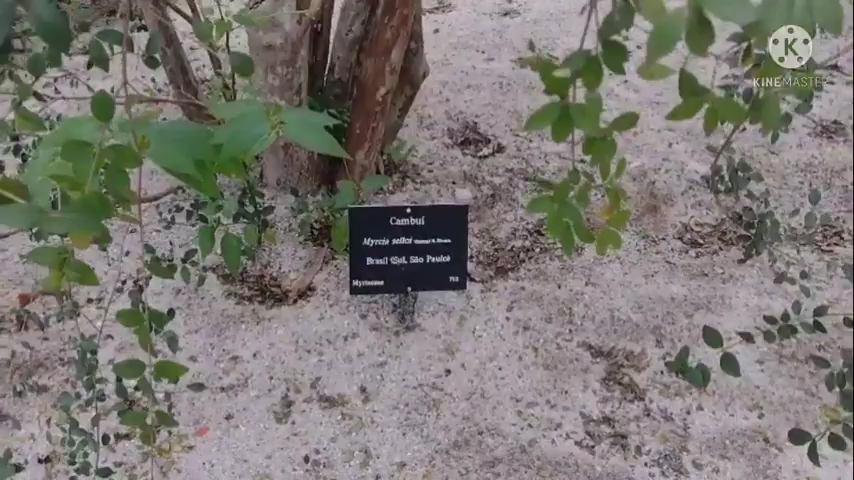 K
KINEMASTER
Cambuí
Myrcia selloi
Brasil (Sul, São Paulo)
Myrtaceae